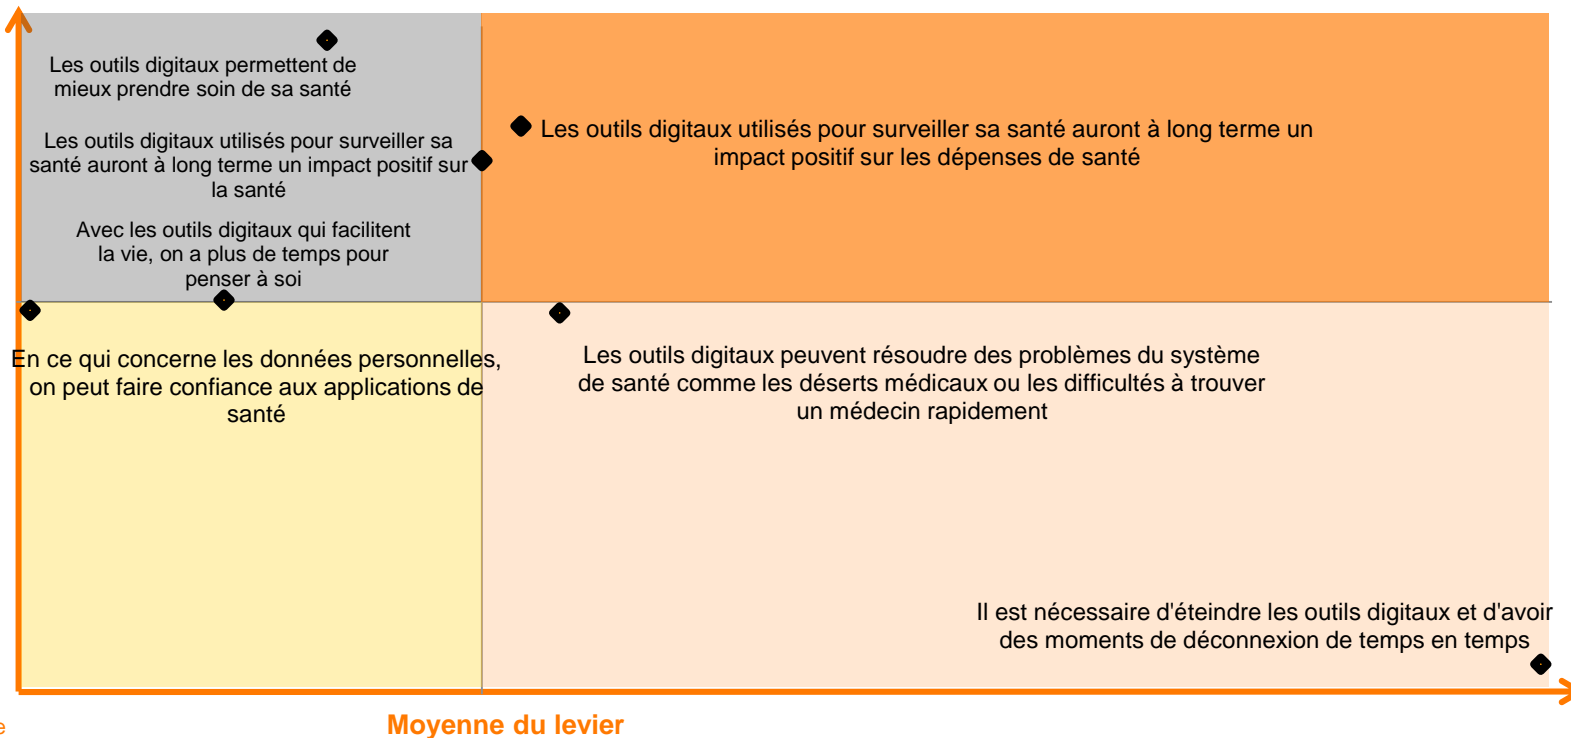 Les outils digitaux permettent de
mieux prendre soin de sa santé
Les outils digitaux utilisés pour surveiller sa
santé auront à long terme un impact positif sur
la santé
Avec les outils digitaux qui facilitent
la vie, on a plus de temps pour
penser à soi
Les outils digitaux utilisés pour surveiller sa santé auront à long terme un
impact positif sur les dépenses de santé
En ce qui concerne les données personnelles,
on peut faire confiance aux applications de
santé
Les outils digitaux peuvent résoudre des problèmes du système
de santé comme les déserts médicaux ou les difficultés à trouver
un médecin rapidement
Il est nécessaire d'éteindre les outils digitaux et d'avoir
des moments de déconnexion de temps en temps
Moyenne du levier